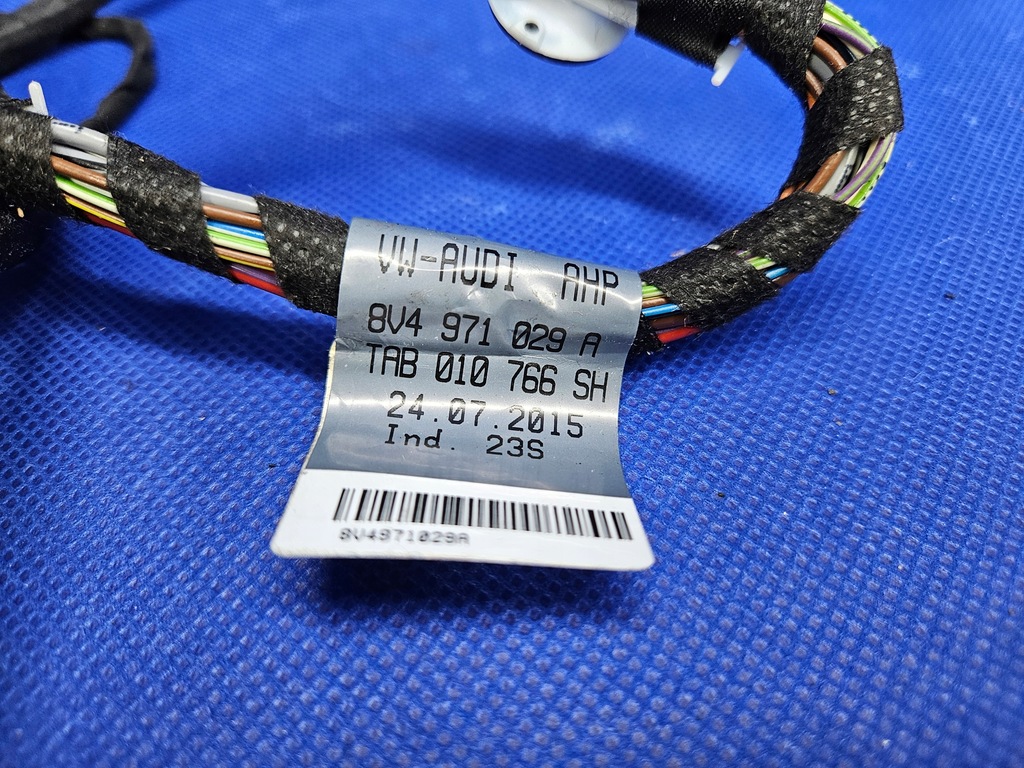 VW-AUDI AHP
8V4 971 029 A
TAB 010 766 SH
24.07.2015
Ind. 23S
8V4971029A